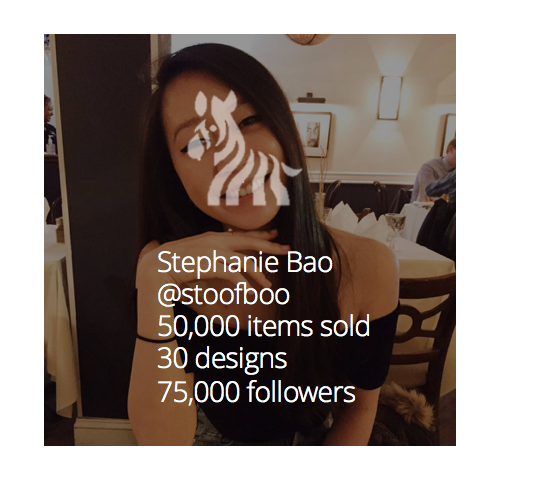 Stephanie Bao
@stoofboo
50,000 items sold
30 designs
75,000 followers